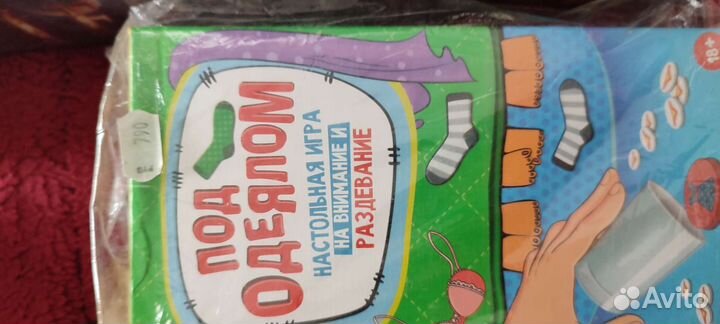 ПОД
ОДЕЯЛОМ
НАСТОЛЬНАЯ ИГРА
НА ВНИМАНИЕ И
РАЗДЕВАНИЕ
790
18+
Avito